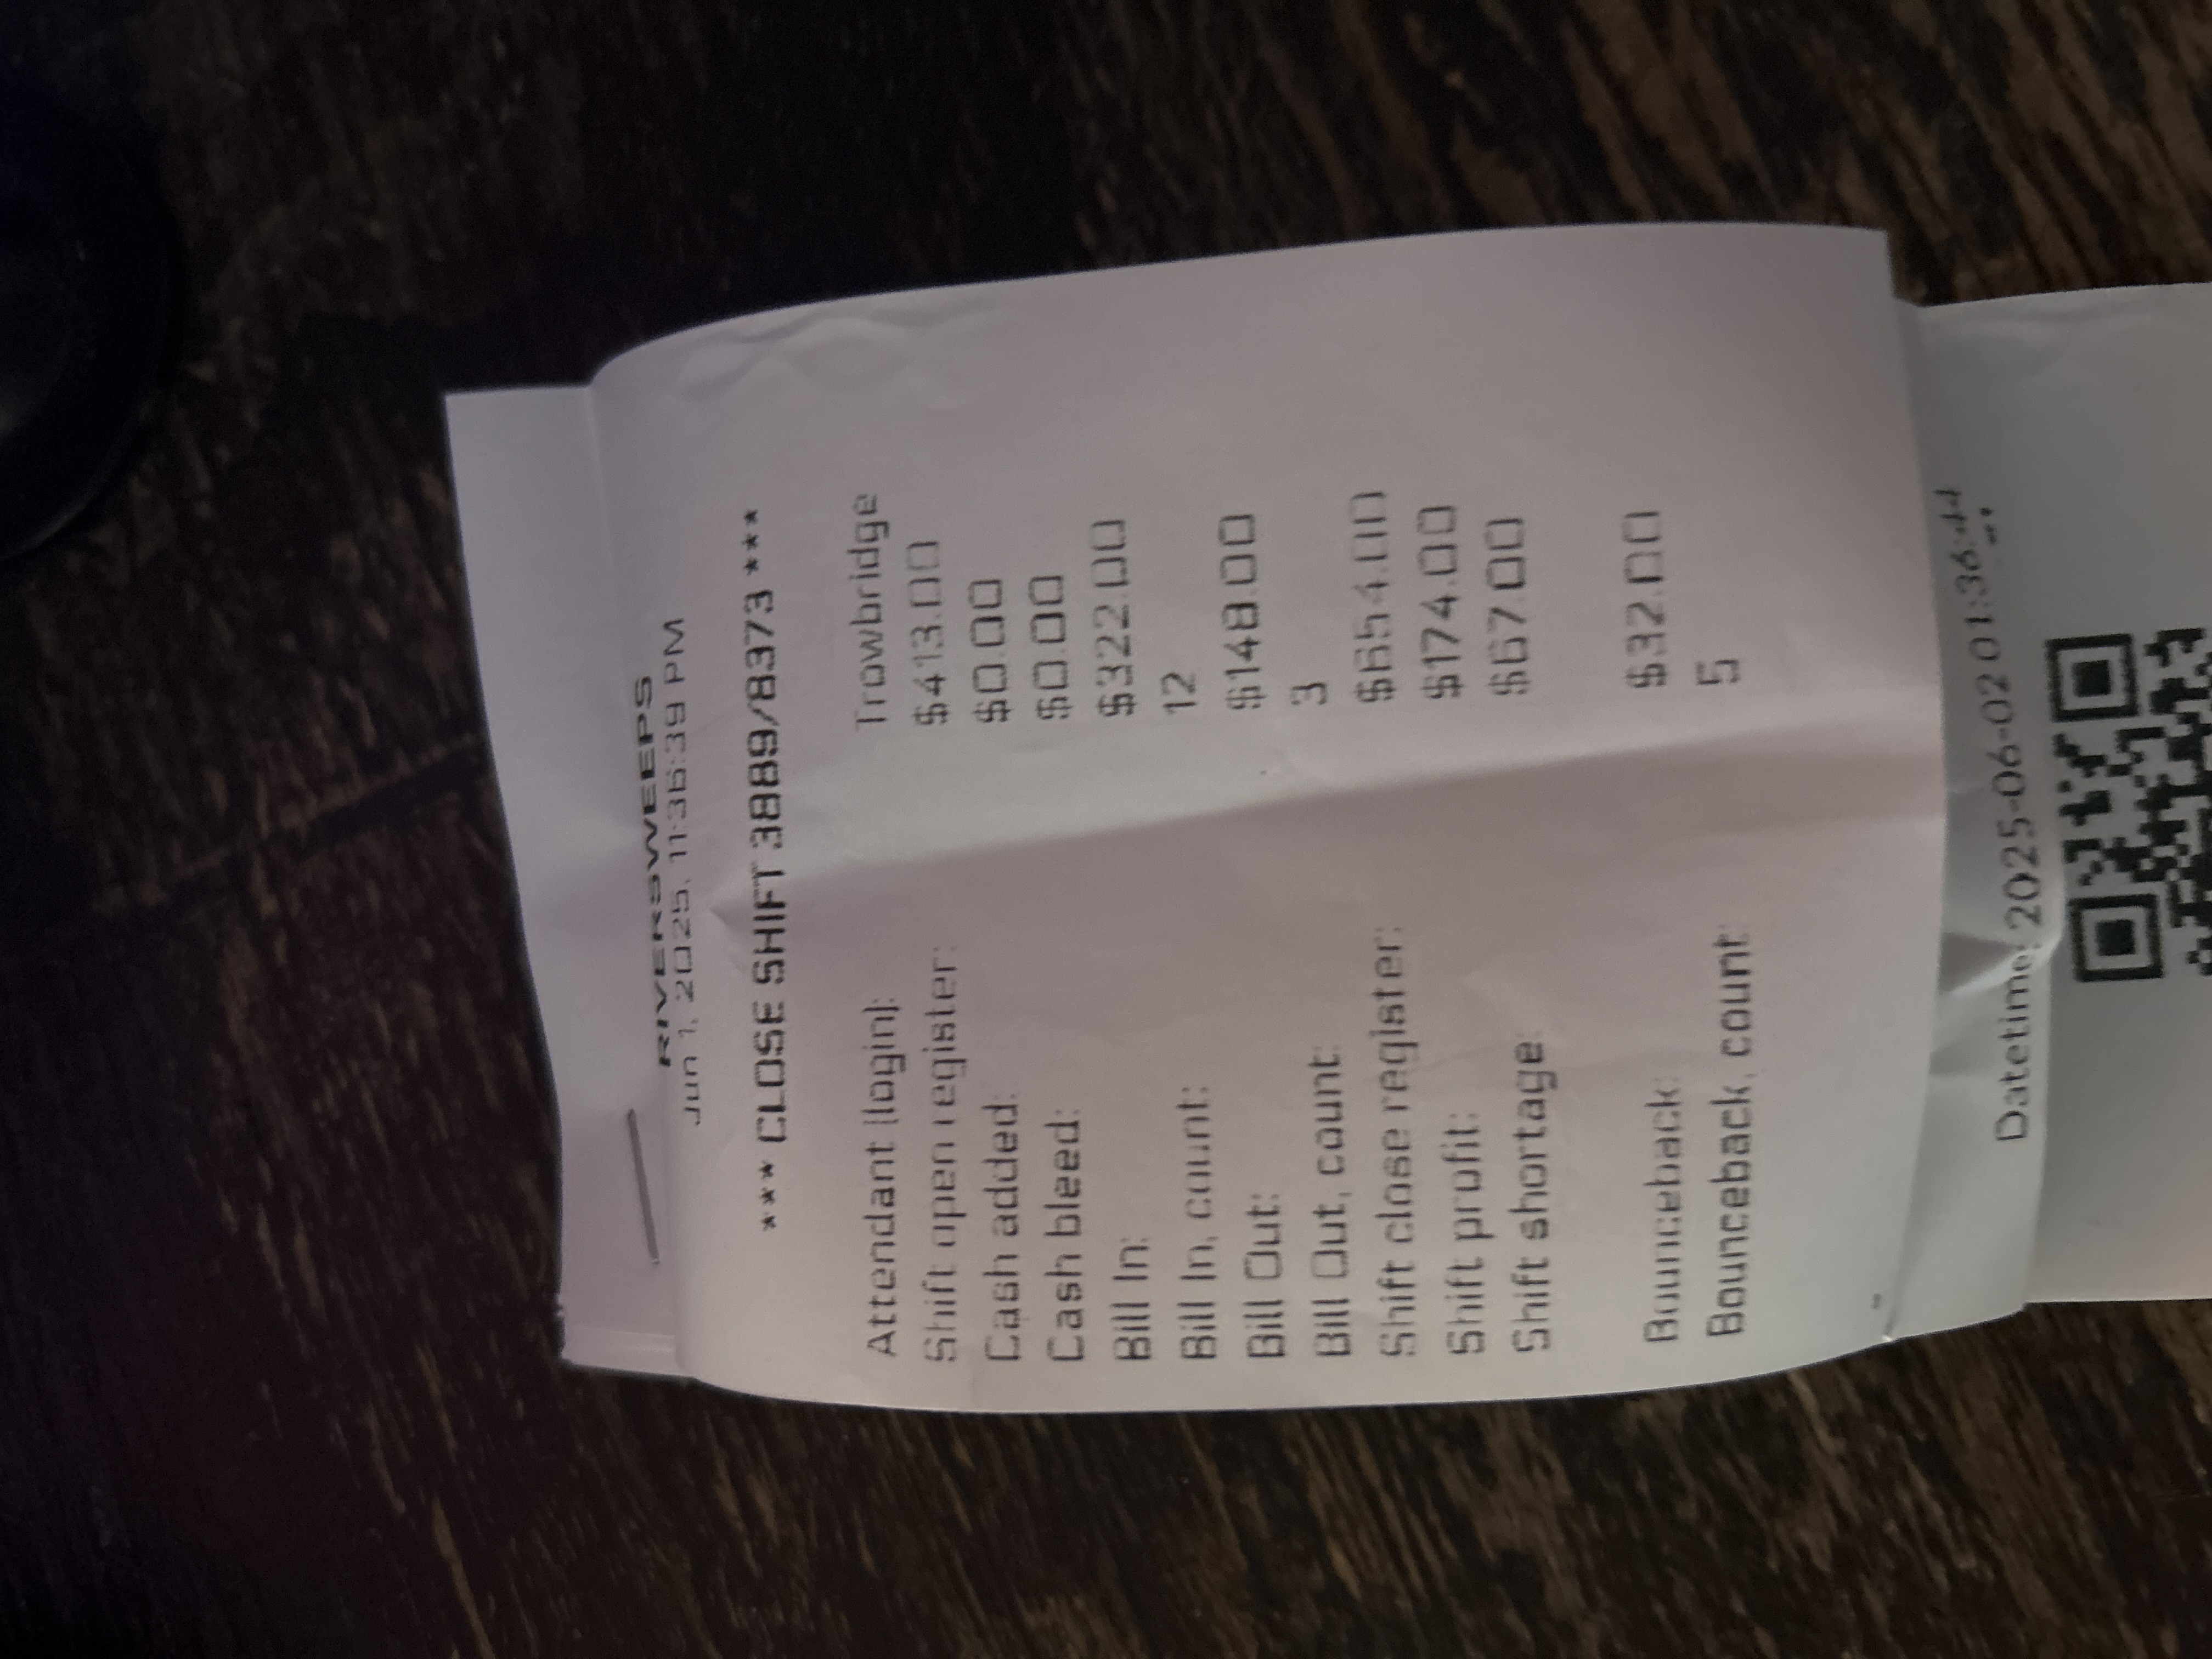 RIVERSWEEPS
Jun 1, 2025, 11:36:39 PM
*** CLOSE SHIFT 3889/8373 ***
Attendant (login): Trowbridge
Shift open register: $413.00
Cash added: $0.00
Cash bleed: $0.00
Bill In: $322.00
Bill In, count: 12
Bill Out: $148.00
Bill Out, count: 3
Shift close register: $654.00
Shift profit: $174.00
Shift shortage: $67.00
Bounceback: $32.00
Bounceback, count: 5
Datetime: 2025-06-02 01:36:44